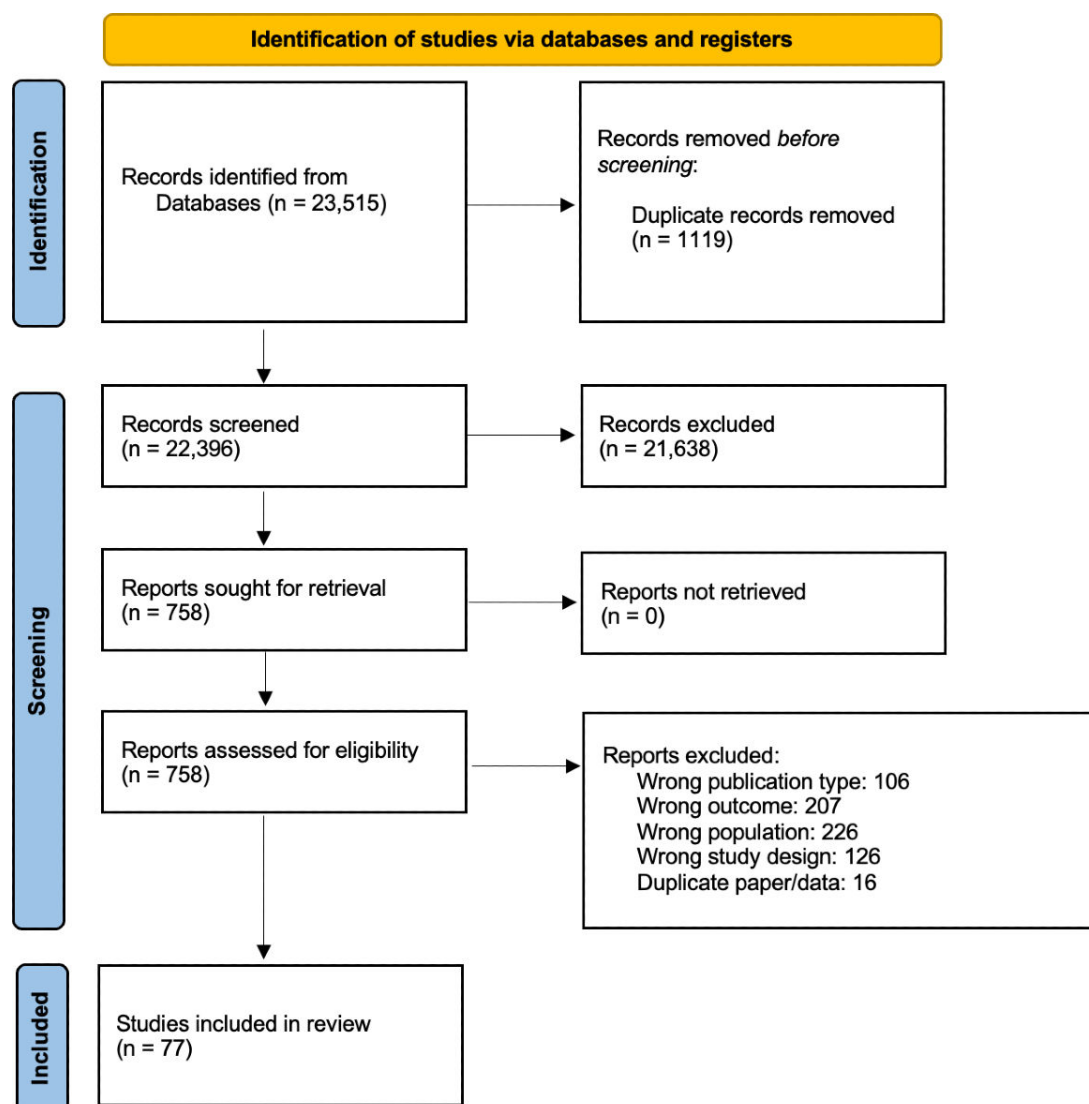 Identification of studies via databases and registers
Identification
Records identified from
Databases (n = 23,515)
Records removed before
screening:
Duplicate records removed
(n = 1119)
Screening
Records screened
(n = 22,396)
Records excluded
(n = 21,638)
Reports sought for retrieval
(n = 758)
Reports not retrieved
(n = 0)
Reports assessed for eligibility
(n = 758)
Reports excluded:
Wrong publication type: 106
Wrong outcome: 207
Wrong population: 226
Wrong study design: 126
Duplicate paper/data: 16
Included
Studies included in review
(n = 77)